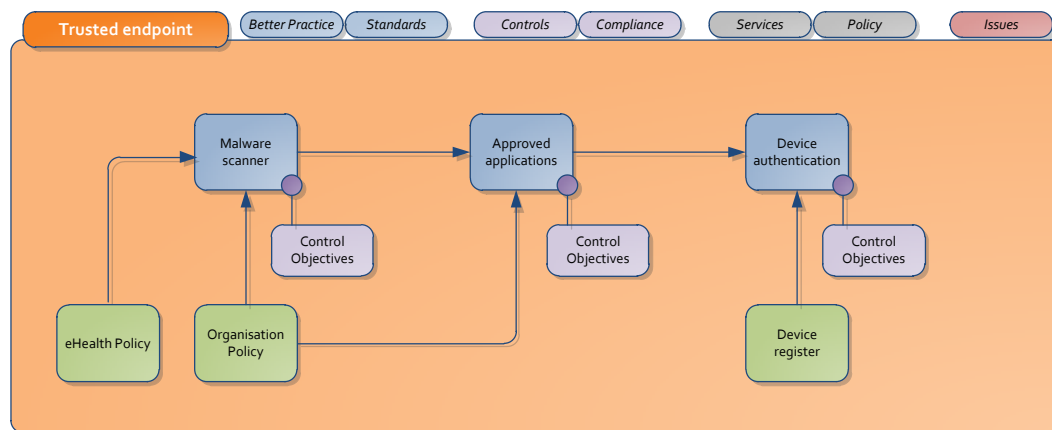 Trusted endpoint
Better Practice
Standards
Controls
Compliance
Services
Policy
Issues
Malware
scanner
Approved
applications
Device
authentication
Control
Objectives
Control
Objectives
Control
Objectives
eHealth Policy
Organisation
Policy
Device
register